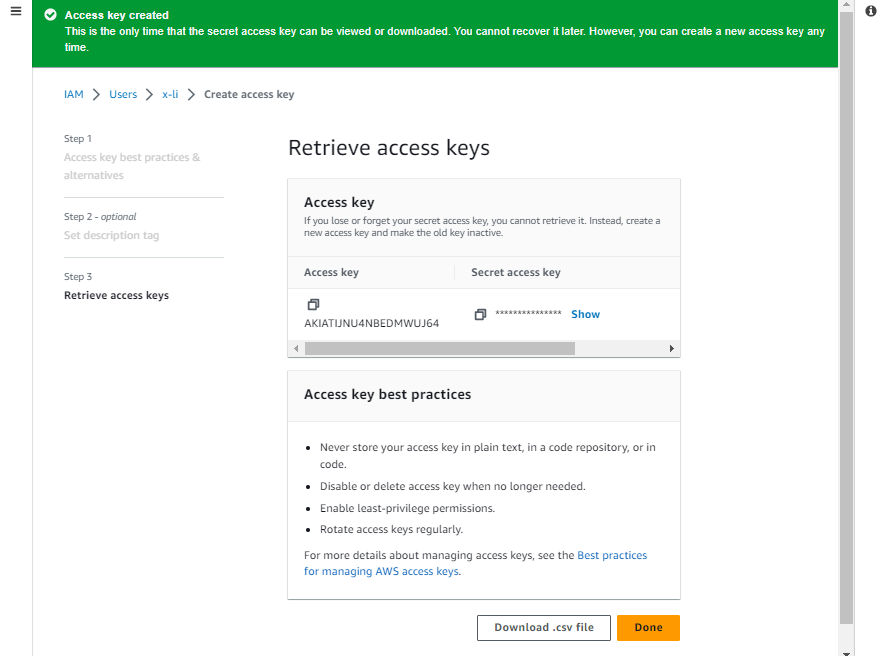 Access key created
This is the only time that the secret access key can be viewed or downloaded. You cannot recover it later. However, you can create a new access key any
time.
IAM > Users > x-li > Create access key
Step 1
Access key best practices &
alternatives
Step 2 - optional
Set description tag
Step 3
Retrieve access keys
Retrieve access keys
Access key
If you lose or forget your secret access key, you cannot retrieve it. Instead, create a
new access key and make the old key inactive.
Access key
Secret access key
AKIATIJNU4NBEDMWUJ64
*************** Show
Access key best practices
• Never store your access key in plain text, in a code repository, or in
code.
• Disable or delete access key when no longer needed.
• Enable least-privilege permissions.
• Rotate access keys regularly.
For more details about managing access keys, see the Best practices
for managing AWS access keys.
Download .csv file
Done